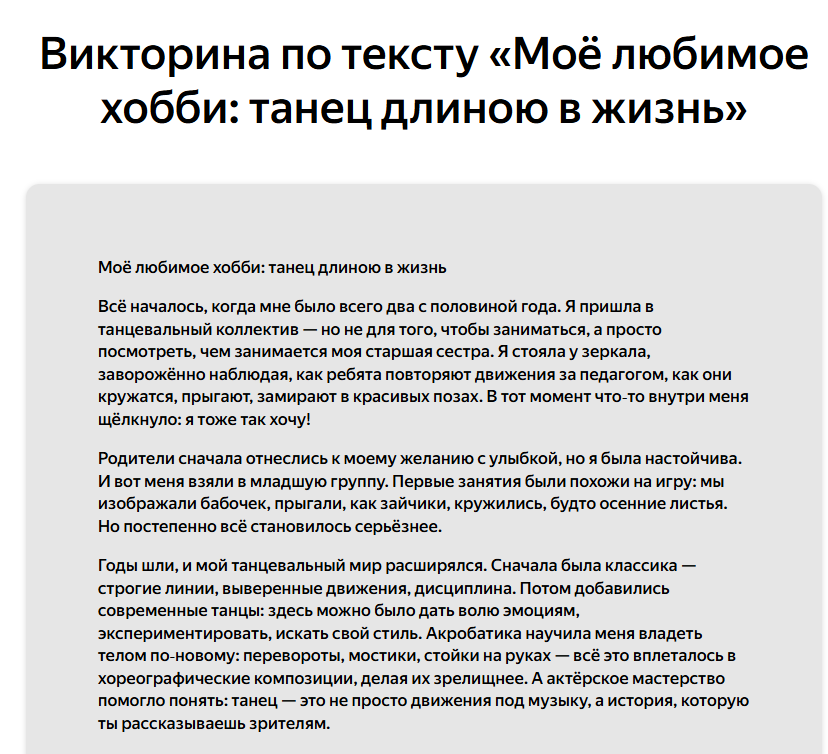 Викторина по тексту «Моё любимое
хобби: танец длиною в жизнь»
Моё любимое хобби: танец длиною в жизнь
Всё началось, когда мне было всего два с половиной года. Я пришла в
танцевальный коллектив — но не для того, чтобы заниматься, а просто
посмотреть, чем занимается моя старшая сестра. Я стояла у зеркала,
заворожённо наблюдая, как ребята повторяют движения за педагогом, как они
кружатся, прыгают, замирают в красивых позах. В тот момент что-то внутри меня
щёлкнуло: я тоже так хочу!
Родители сначала отнеслись к моему желанию с улыбкой, но я была настойчива.
И вот меня взяли в младшую группу. Первые занятия были похожи на игру: мы
изображали бабочек, прыгали, как зайчики, кружились, будто осенние листья.
Но постепенно всё становилось серьёзнее.
Годы шли, и мой танцевальный мир расширялся. Сначала была классика —
строгие линии, выверенные движения, дисциплина. Потом добавились
современные танцы: здесь можно было дать волю эмоциям,
экспериментировать, искать свой стиль. Акробатика научила меня владеть
телом по-новому: перевороты, мостики, стойки на руках — всё это вплеталось в
хореографические композиции, делая их зрелищнее. А актёрское мастерство
помогло понять: танец — это не просто движения под музыку, а история, которую
ты рассказываешь зрителям.